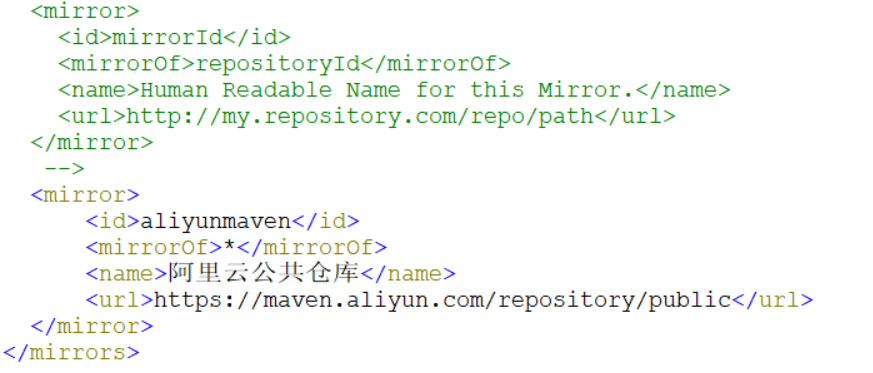 <mirror>
<id>mirrorId</id>
<mirrorOf>repositoryId</mirrorOf>
<name>Human Readable Name for this Mirror.</name>
<url>http://my.repository.com/repo/path</url>
</mirror>
-->
<mirror>
<id>aliyunmaven</id>
<mirrorOf>*</mirrorOf>
<name>阿里云公共仓库</name>
<url>https://maven.aliyun.com/repository/public</url>
</mirror>
</mirrors>